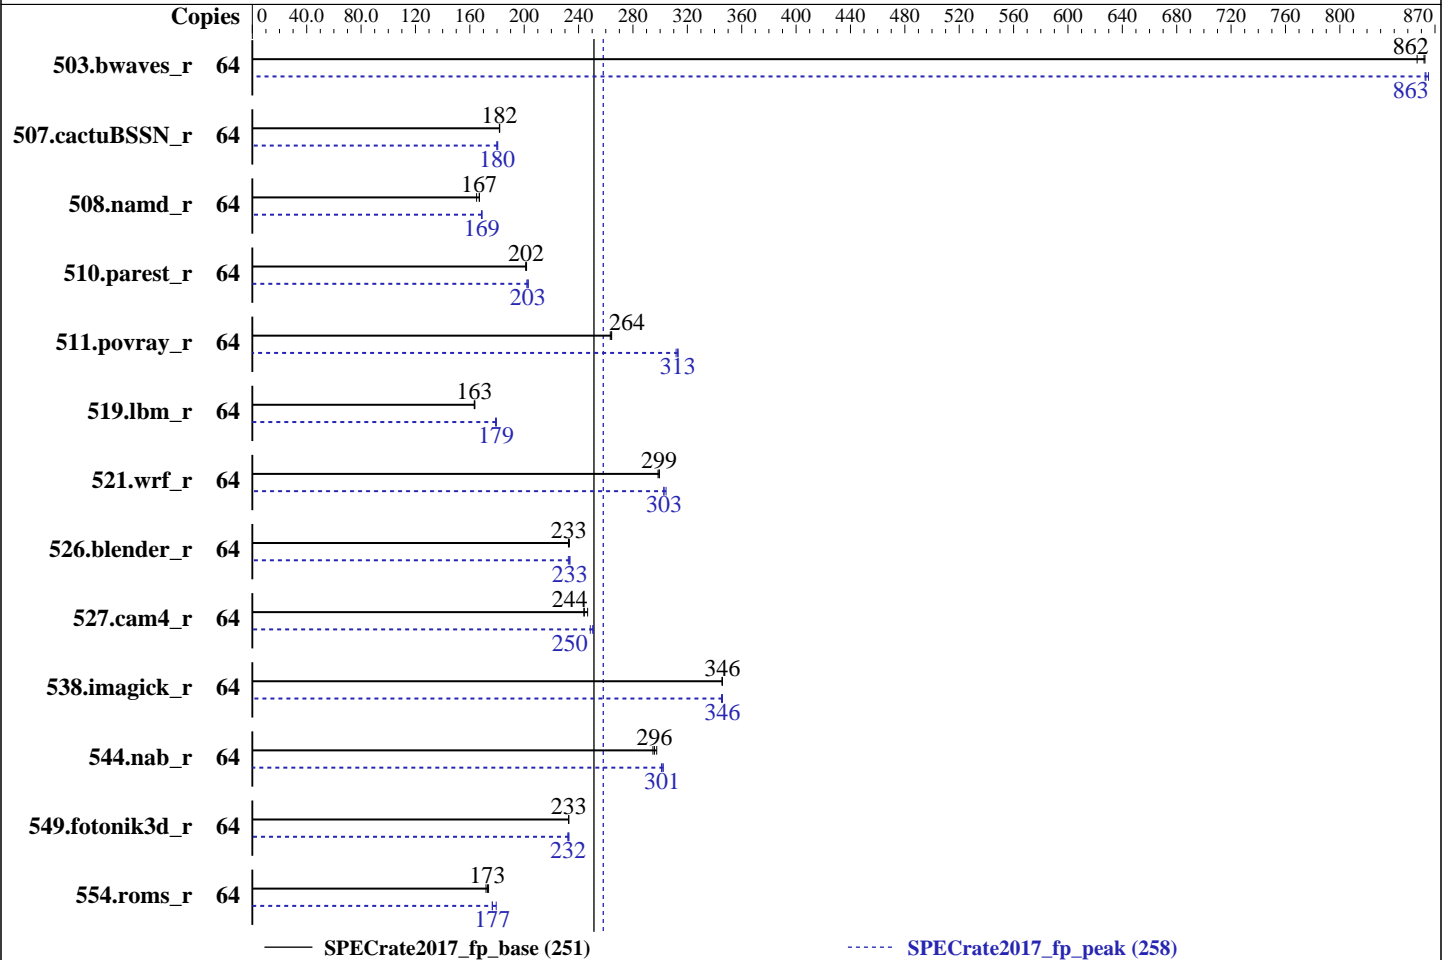 Copies 0 40.0 80.0 120 160 200 240 280 320 360 400 440 480 520 560 600 640 680 720 760 800 870
862
503.bwaves_r 64
863
182
507.cactuBSSN_r 64
180
167
508.namd_r 64
169
202
510.parest_r 64
203
264
511.povray_r 64
313
163
519.lbm_r 64
179
299
521.wrf_r 64
303
233
526.blender_r 64
233
244
527.cam4_r 64
250
346
538.imagick_r 64
346
296
544.nab_r 64
301
233
549.fotonik3d_r 64
232
173
554.roms_r 64
177
SPECrate2017_fp_base (251) SPECrate2017_fp_peak (258)